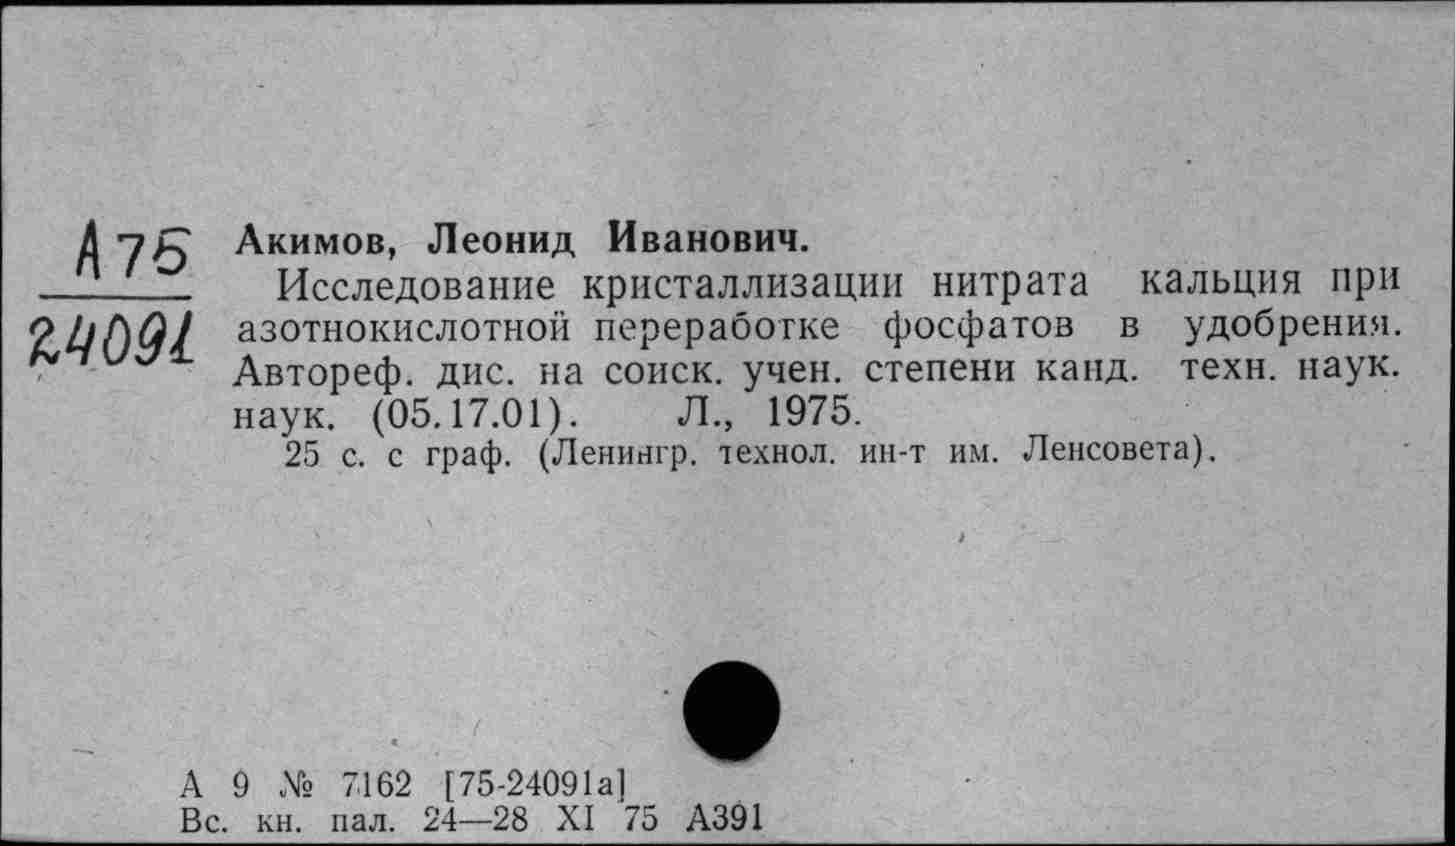 А75
24091
Акимов, Леонид Иванович.
Исследование кристаллизации нитрата кальция при
азотнокислотной переработке фосфатов в удобрения.
Автореф. дис. на соиск. учен. степени канд. техн. наук.
наук. (05.17.01). Л., 1975.
25 с. с граф. (Ленингр. технол. ин-т им. Ленсовета).
А 9 № 7162 [75-24091а]
Вс. кн. пал. 24—28 XI 75 А391